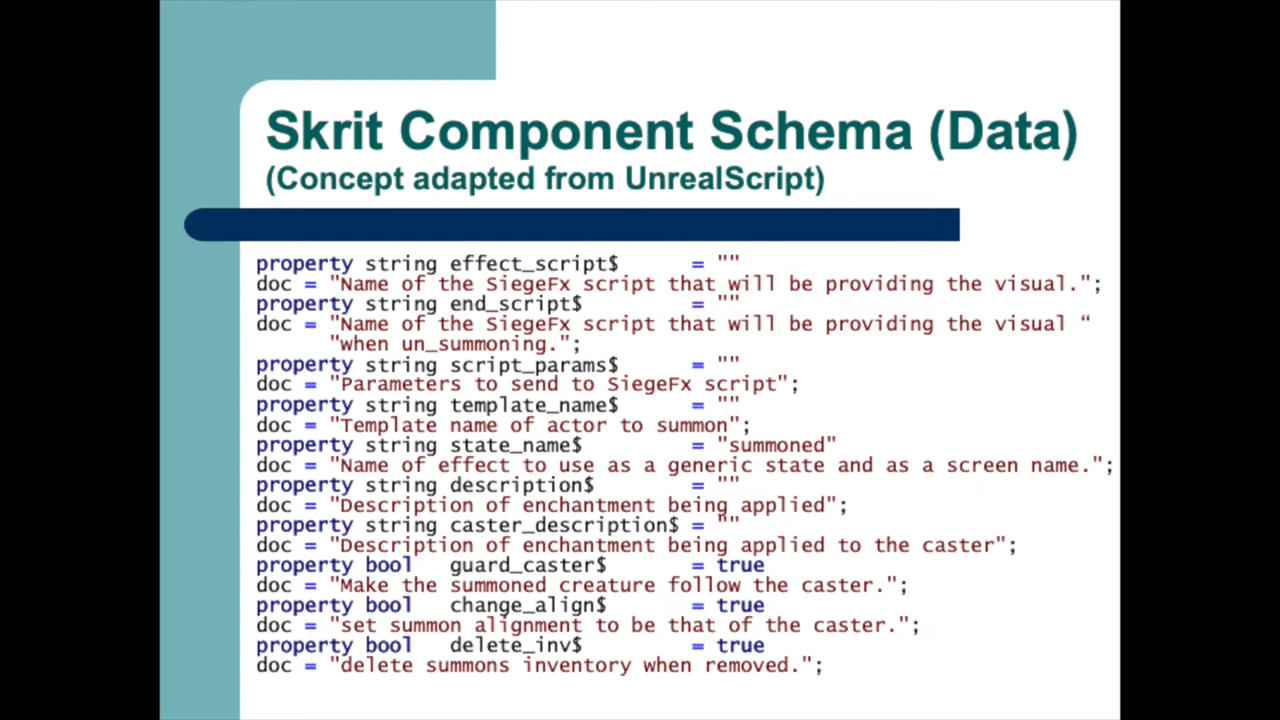 Skrit Component Schema (Data)
(Concept adapted from UnrealScript)
property string effect_script$ = ""
doc = "Name of the SiegeFx script that will be providing the visual.";
property string end_script$ = ""
doc = "Name of the SiegeFx script that will be providing the visual “
"when un_summoning.";
property string script_params$ = ""
doc = "Parameters to send to SiegeFx script";
property string template_name$ = ""
doc = "Template name of actor to summon";
property string state_name$ = "summoned"
doc = "Name of effect to use as a generic state and as a screen name.";
property string description$ = ""
doc = "Description of enchantment being applied";
property string caster_description$ = ""
doc = "Description of enchantment being applied to the caster";
property bool guard_caster$ = true
doc = "Make the summoned creature follow the caster.";
property bool change_align$ = true
doc = "set summon alignment to be that of the caster.";
property bool delete_inv$ = true
doc = "delete summons inventory when removed.";